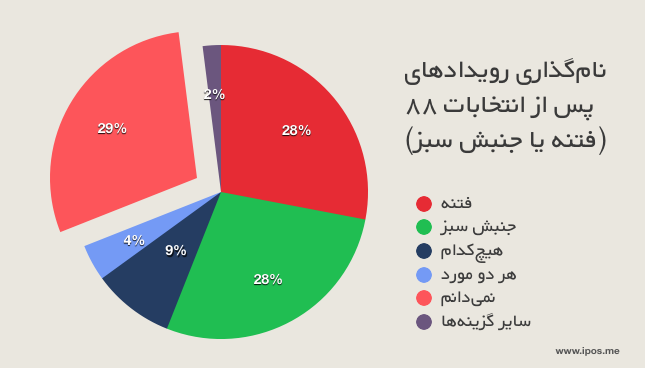 نام‌گذاری رویدادهای
پس از انتخابات ۸۸
(فتنه یا جنبش سبز)
2%
29%
28%
4%
9%
28%
فتنه
جنبش سبز
هیچ‌کدام
هر دو مورد
نمی‌دانم
سایر گزینه‌ها
www.ipos.me